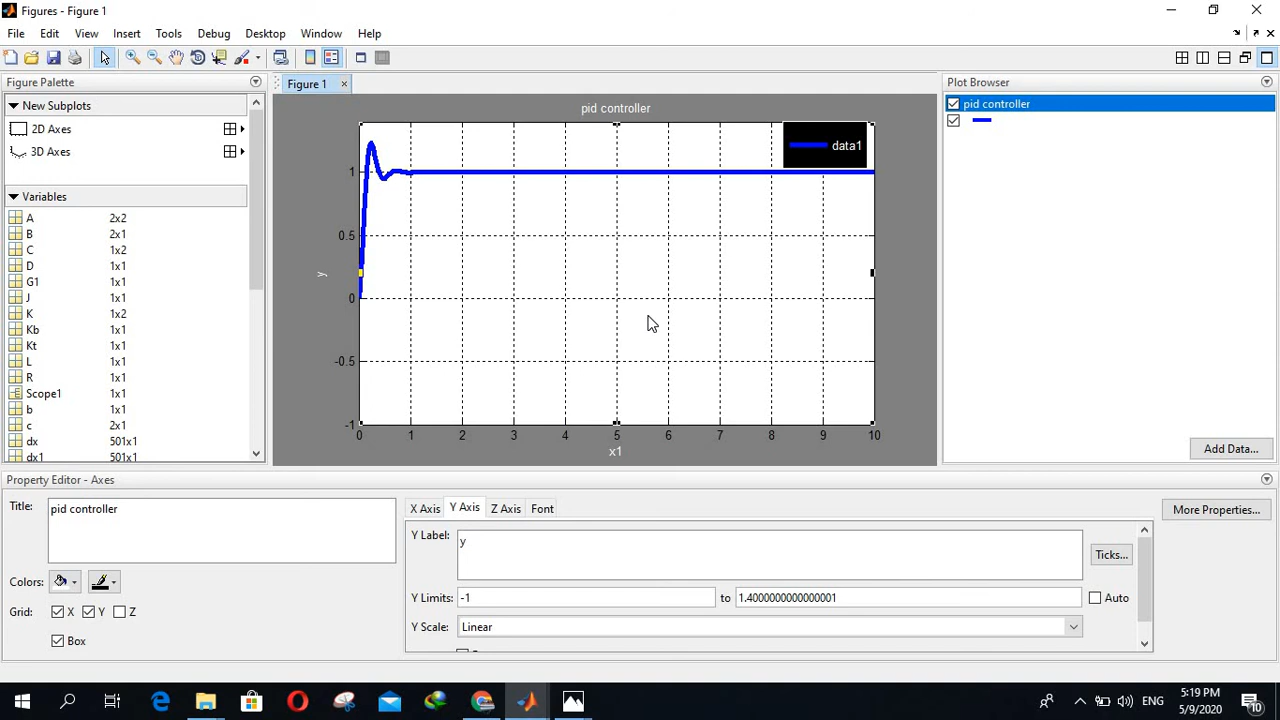 Figures - Figure 1
File Edit View Insert Tools Debug Desktop Window Help
Figure Palette
New Subplots
2D Axes
3D Axes
Variables
A 2x2
B 2x1
C 1x2
D 1x1
G1 1x1
J 1x1
K 1x2
Kb 1x1
Kt 1x1
L 1x1
R 1x1
Scope1 1x1
b 1x1
c 2x1
dx 501x1
dx1 501x1
Figure 1
pid controller
data1
1
0.5
0
-0.5
-1
y
0 1 2 3 4 5 6 7 8 9 10
x1
Plot Browser
pid controller
Add Data...
Property Editor - Axes
Title: pid controller
Colors:
Grid: X Y Z
Box
X Axis Y Axis Z Axis Font
Y Label: y
Ticks...
Y Limits: -1 to 1.4000000000000001 Auto
Y Scale: Linear
More Properties...
ENG
5:19 PM
5/9/2020
10